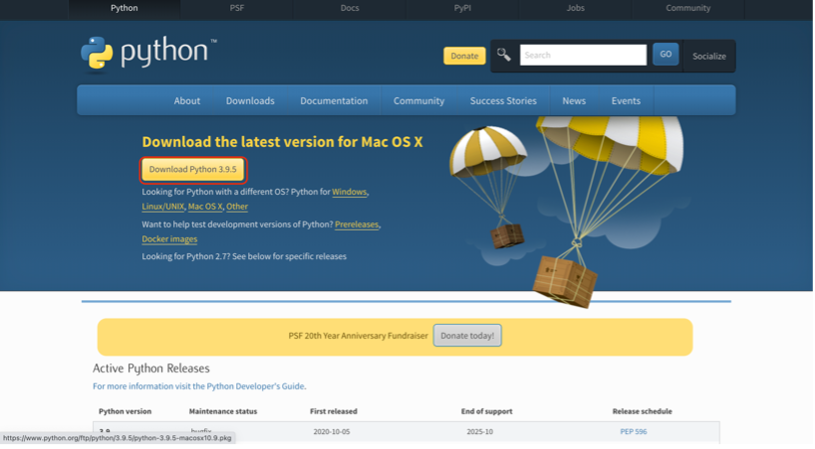 Python PSF Docs PyPI Jobs Community
python™
Donate Search GO Socialize
About Downloads Documentation Community Success Stories News Events
Download the latest version for Mac OS X
Download Python 3.9.5
Looking for Python with a different OS? Python for Windows,
Linux/UNIX, Mac OS X, Other
Want to help test development versions of Python? Prereleases,
Docker images
Looking for Python 2.7? See below for specific releases
PSF 20th Year Anniversary Fundraiser Donate today!
Active Python Releases
For more information visit the Python Developer's Guide.
Python version Maintenance status First released End of support Release schedule
3.9 bugfix 2020-10-05 2025-10 PEP 596
https://www.python.org/ftp/python/3.9.5/python-3.9.5-macosx10.9.pkg